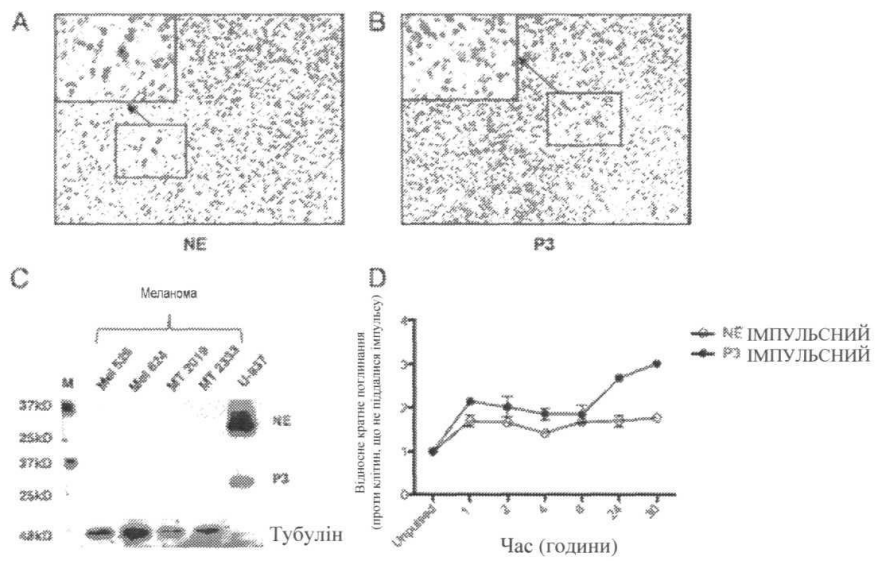 A
B
NE
P3
C
Меланома
Mel 526
Mel 624
MT 2019
MT 2333
U-937
M
37kD
NE
25kD
37kD
P3
25kD
48kD
Тубулін
D
Відносне кратне поглинання
(проти клітин, що не піддалися імпульсу)
4
3
2
1
0
Unpulsed
1
2
4
8
24
30
Час (години)
NE ІМПУЛЬСНИЙ
P3 ІМПУЛЬСНИЙ